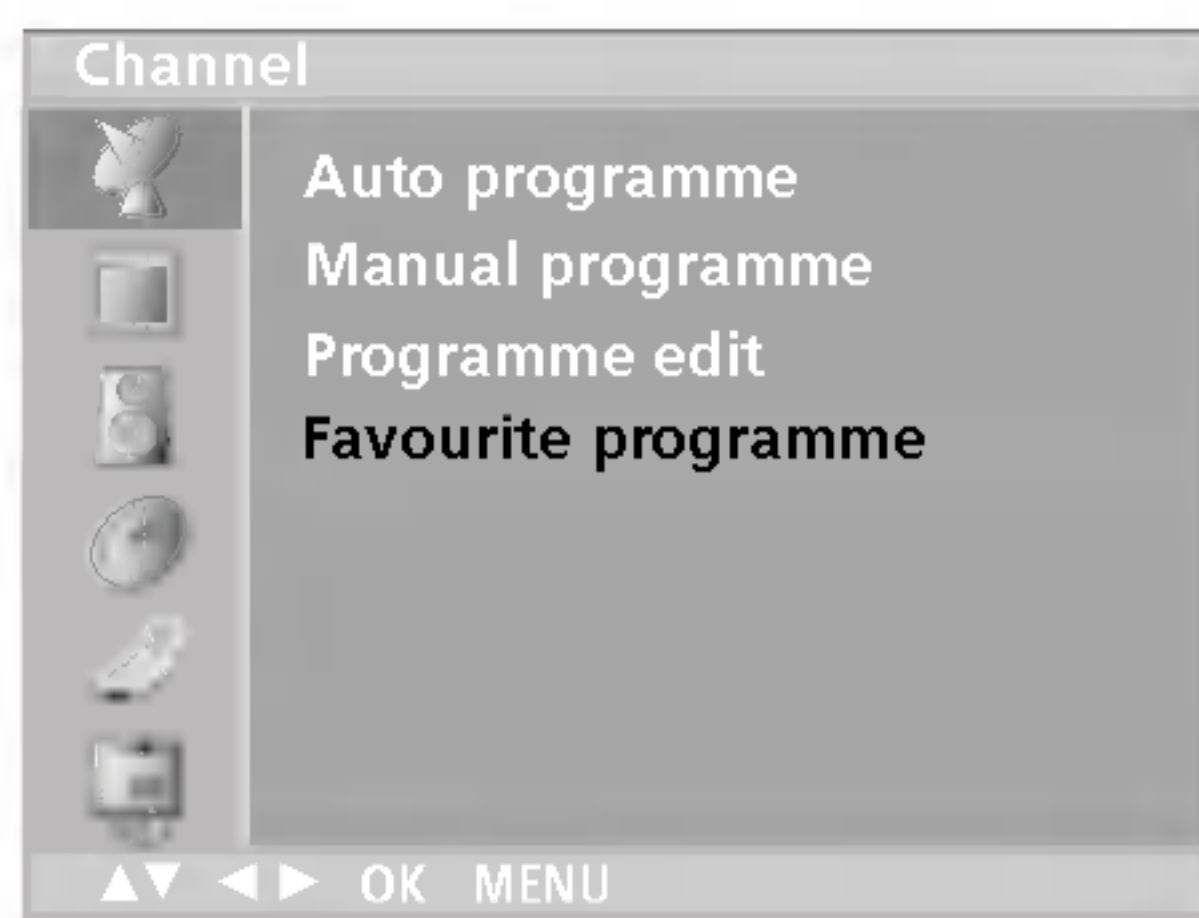 Channel
Auto programme
Manual programme
Programme edit
Favourite programme
▲▼ ◀ ▶ OK MENU